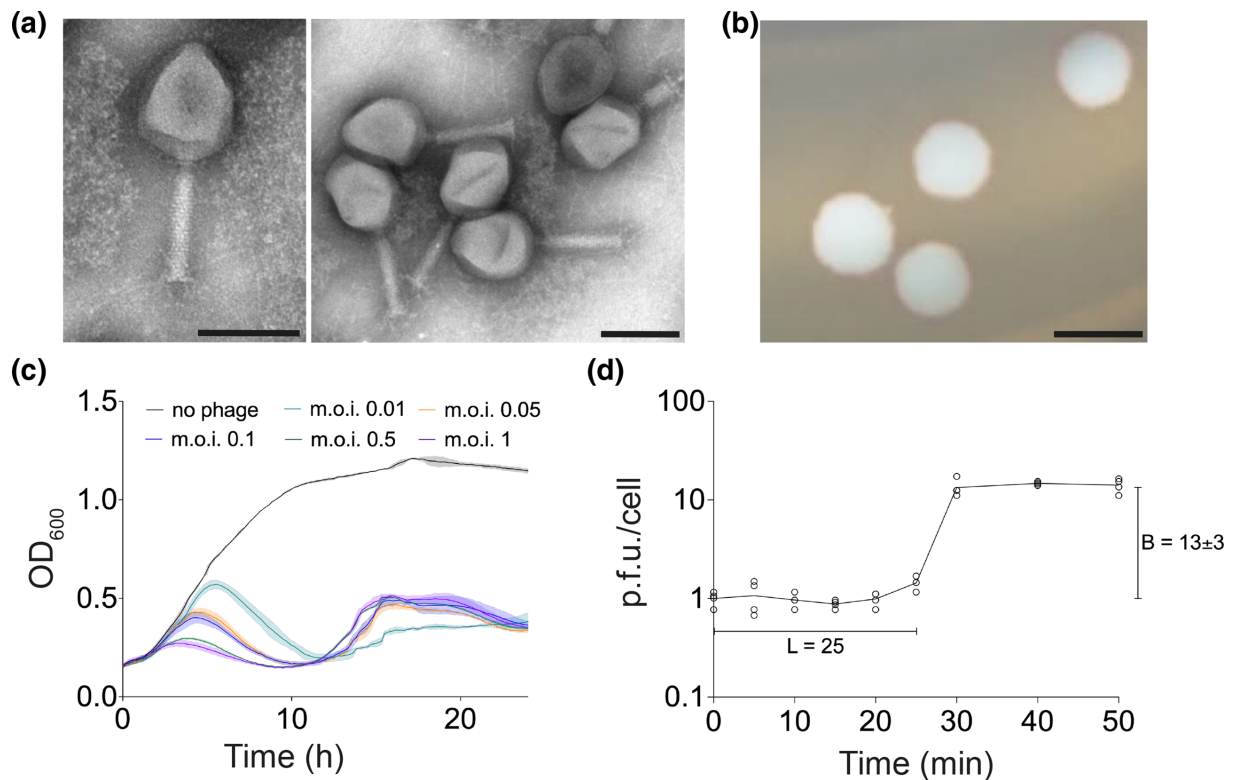 (a)
(b)
(c)
1.5
1.0
0.5
0.0
OD600
no phage
m.o.i. 0.01
m.o.i. 0.05
m.o.i. 0.1
m.o.i. 0.5
m.o.i. 1
0
10
20
Time (h)
(d)
100
10
1
0.1
p.f.u./cell
B = 13±3
L = 25
0
10
20
30
40
50
Time (min)